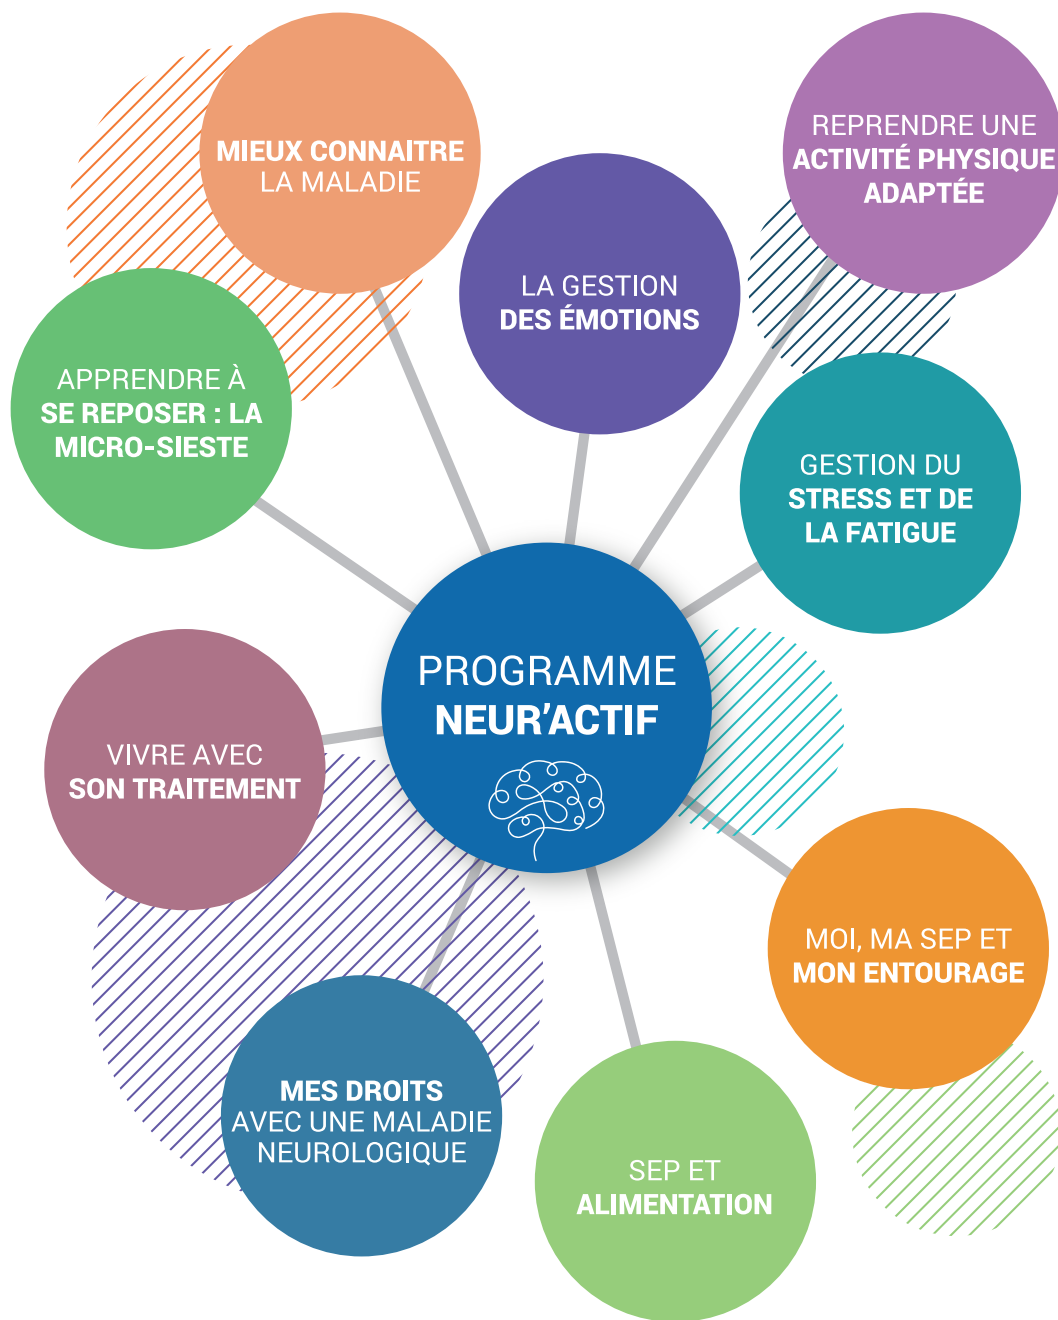 MIEUX CONNAITRE
LA MALADIE
REPRENDRE UNE
ACTIVITÉ PHYSIQUE
ADAPTÉE
LA GESTION
DES ÉMOTIONS
APPRENDRE À
SE REPOSER : LA
MICRO-SIESTE
GESTION DU
STRESS ET DE
LA FATIGUE
PROGRAMME
NEUR’ACTIF
VIVRE AVEC
SON TRAITEMENT
MOI, MA SEP ET
MON ENTOURAGE
MES DROITS
AVEC UNE MALADIE
NEUROLOGIQUE
SEP ET
ALIMENTATION